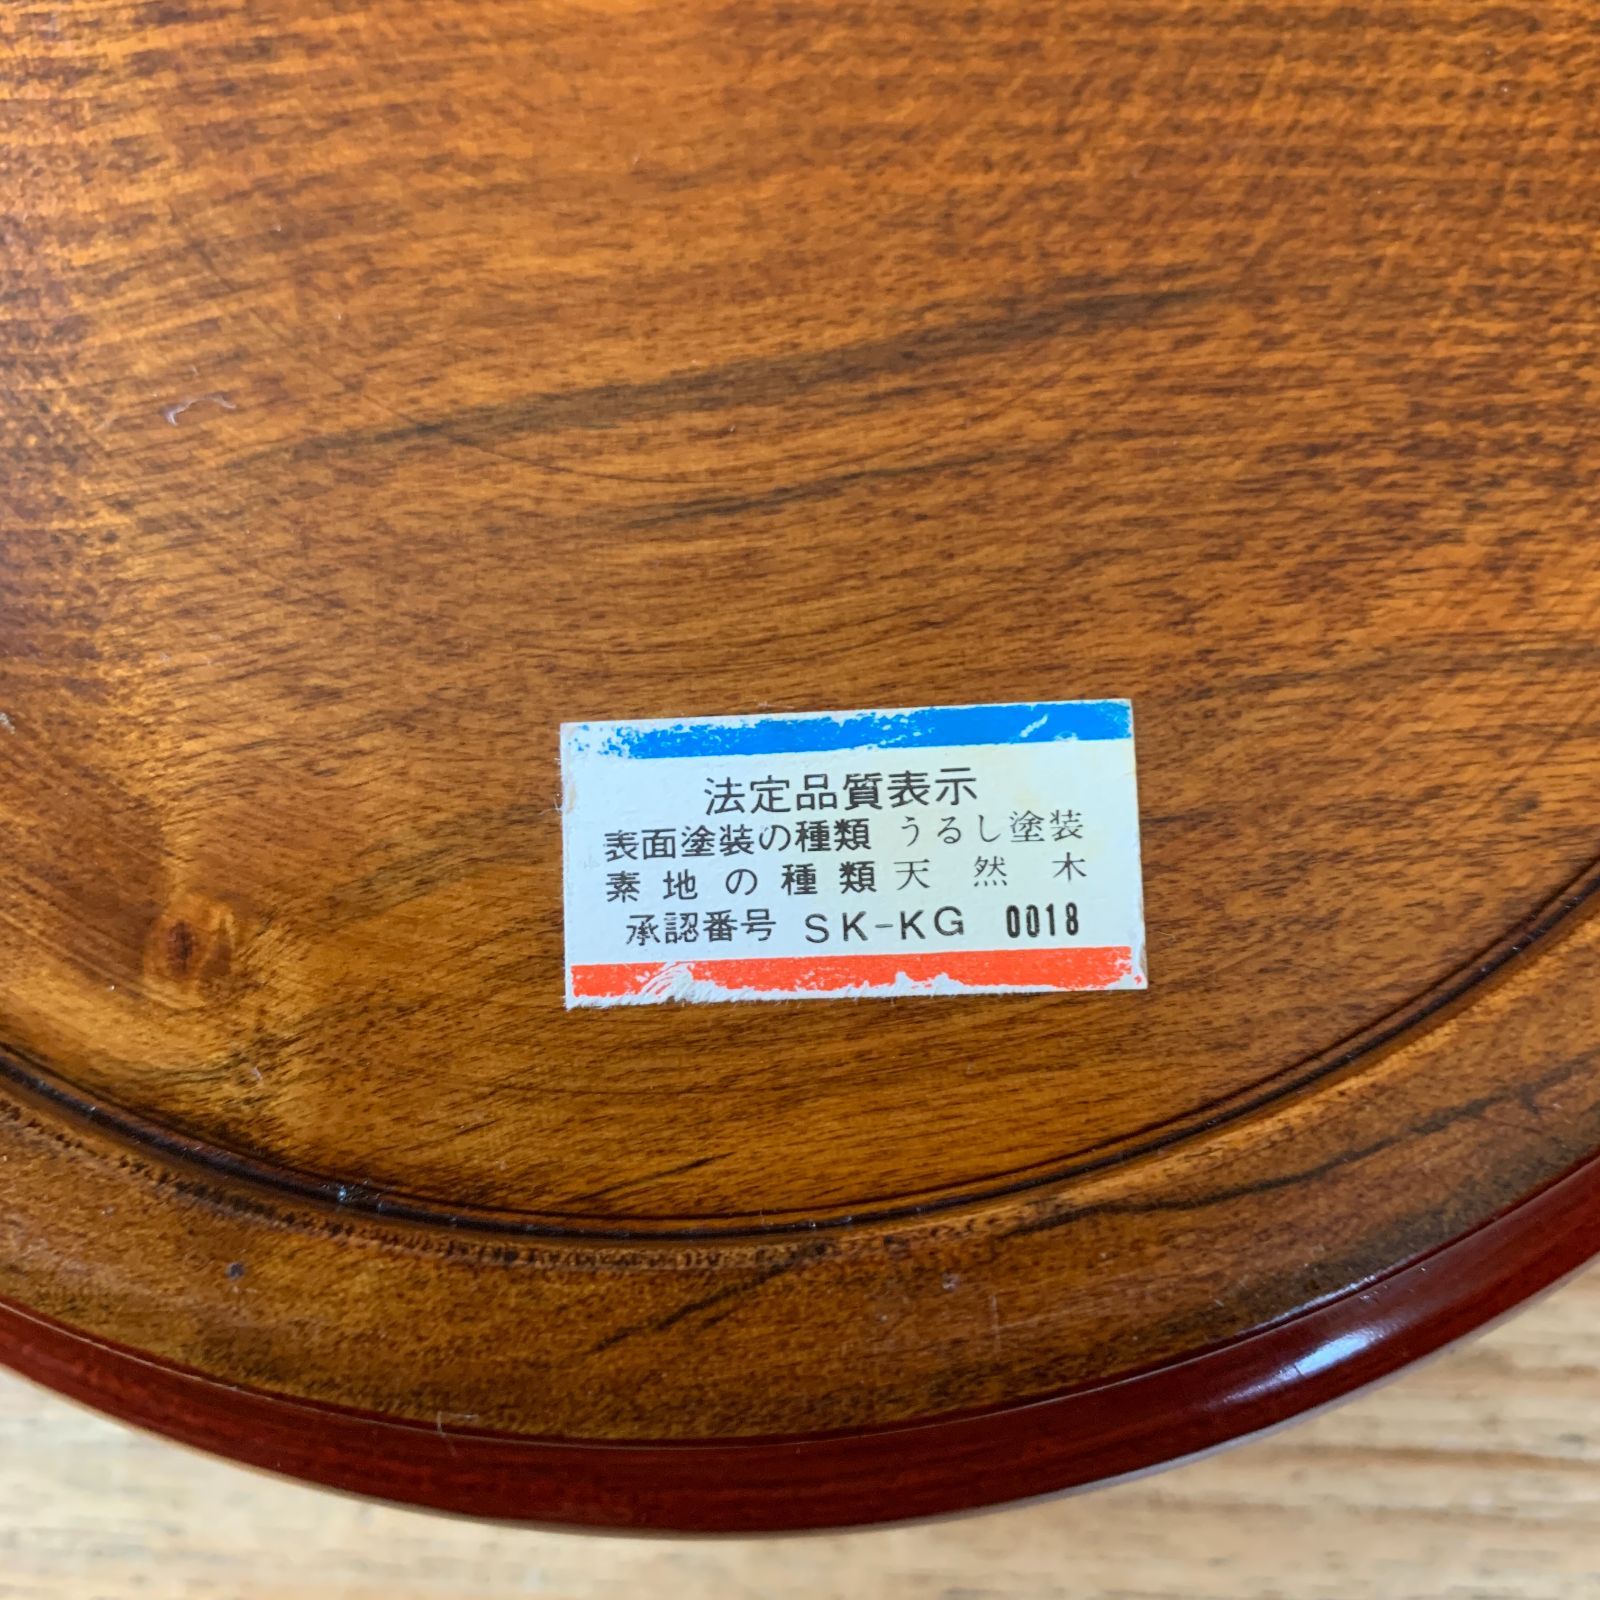 法定品質表示
表面塗装の種類 うるし塗装
素地の種類 天然木
承認番号 SK-KG 0018